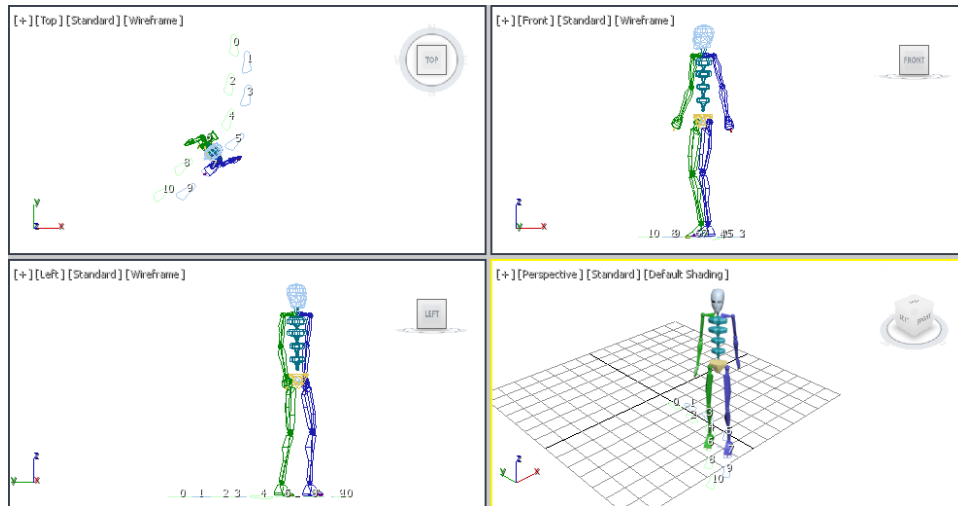 [+] [Top] [Standard] [Wireframe]
0
1
2
3
4
5
8
10 9
TOP
y
z x
[+] [Front] [Standard] [Wireframe]
FRONT
z
y x
10
3
[+] [Left] [Standard] [Wireframe]
LEFT
z
y x
0 1 2 3 4
[+] [Perspective] [Standard] [Default Shading]
0 1
8
9
10
z
y x